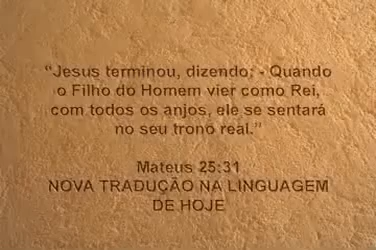 “Jesus terminou, dizendo: - Quando
o Filho do Homem vier como Rei,
com todos os anjos, ele se sentará
no seu trono real.”
Mateus 25:31
NOVA TRADUÇÃO NA LINGUAGEM
DE HOJE